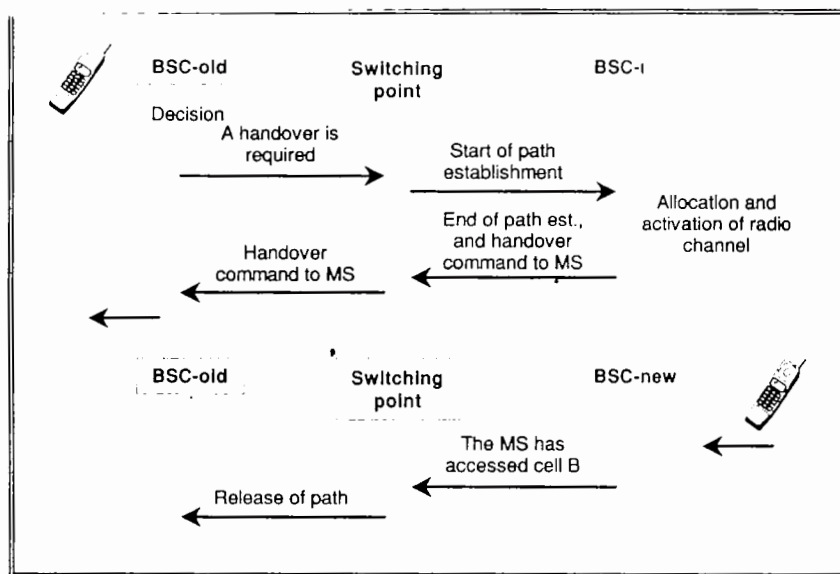 BSC-old
Switching
point
BSC-ı
Decision
A handover is
required
Start of path
establishment
Allocation and
activation of radio
channel
End of path est.,
and handover
command to MS
Handover
command to MS
BSC-old
Switching
point
BSC-new
The MS has
accessed cell B
Release of path